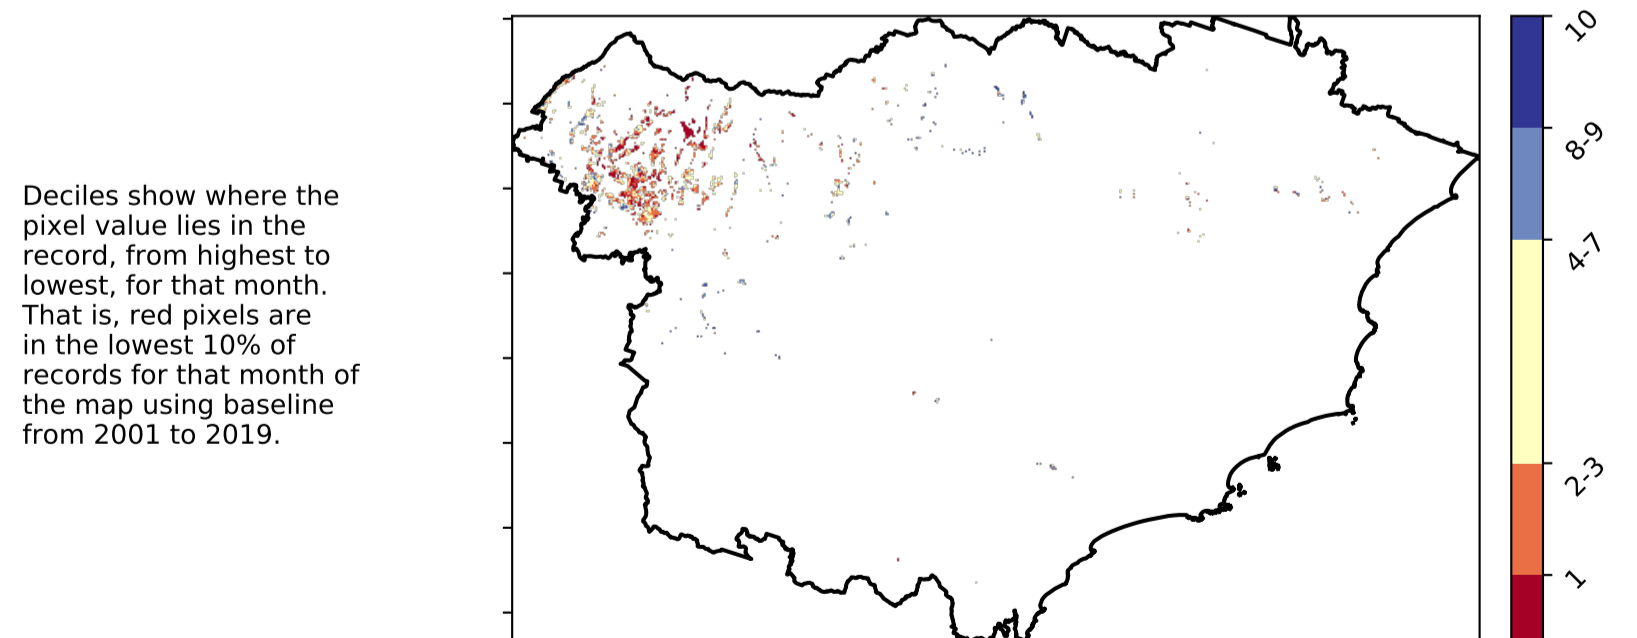 Deciles show where the
pixel value lies in the
record, from highest to
lowest, for that month.
That is, red pixels are
in the lowest 10% of
records for that month of
the map using baseline
from 2001 to 2019.
10
8-9
4-7
2-3
1